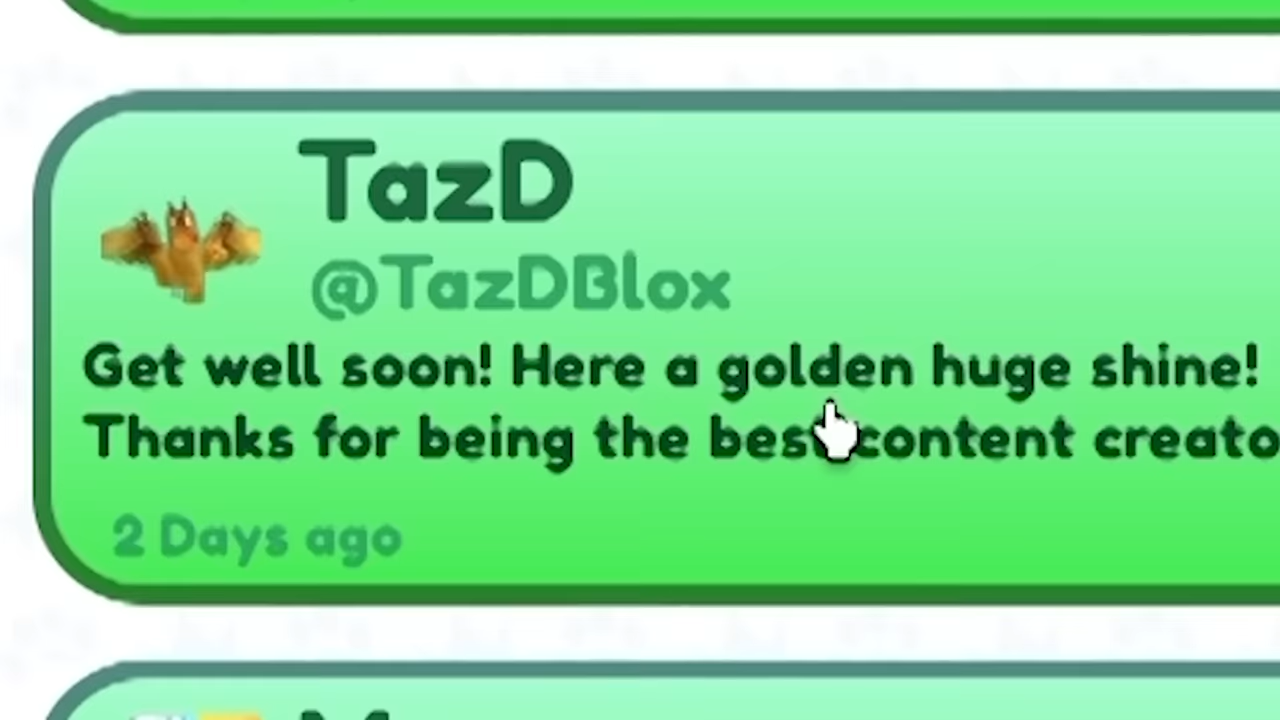 TazD
@TazDBlox
Get well soon! Here a golden huge shine!
Thanks for being the best content creato
2 Days ago